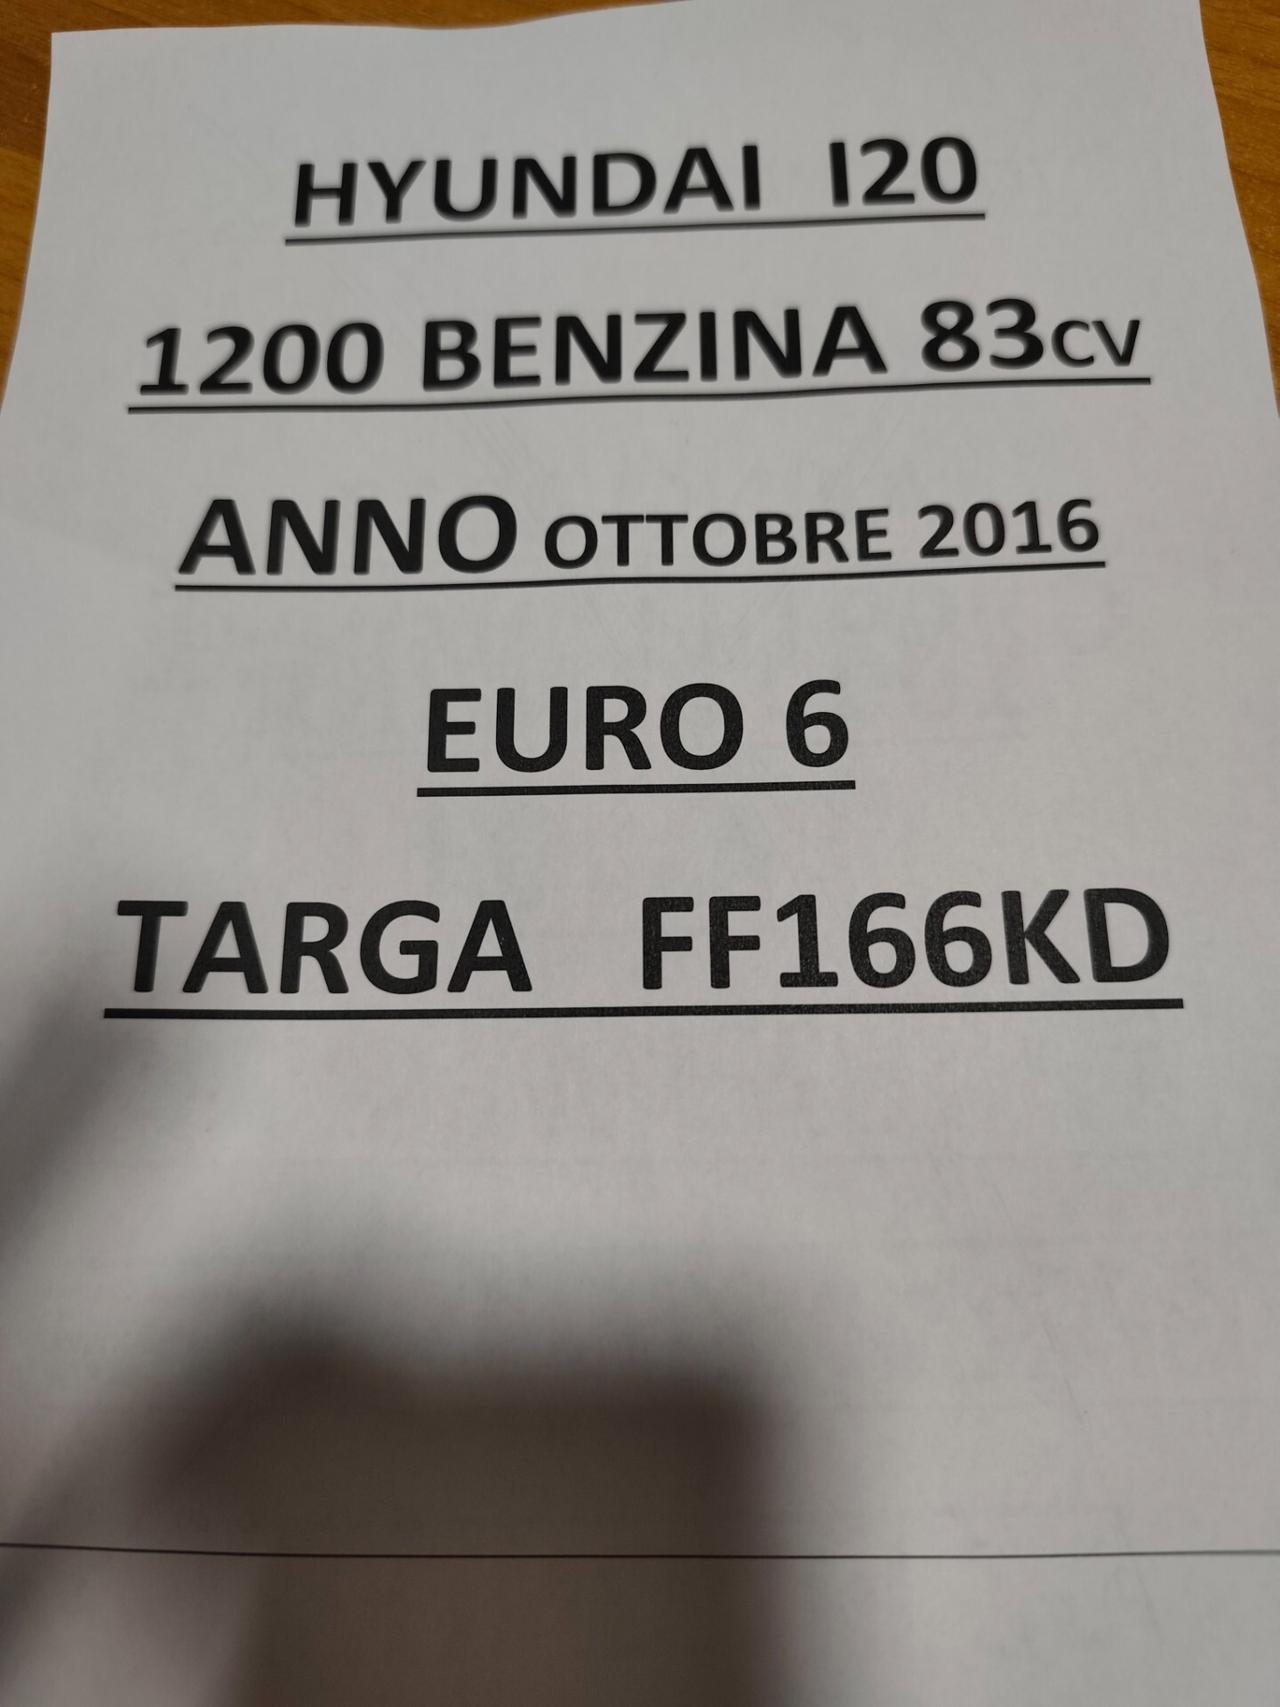 HYUNDAI I20
1200 BENZINA 83CV
ANNO OTTOBRE 2016
EURO 6
TARGA FF166KD